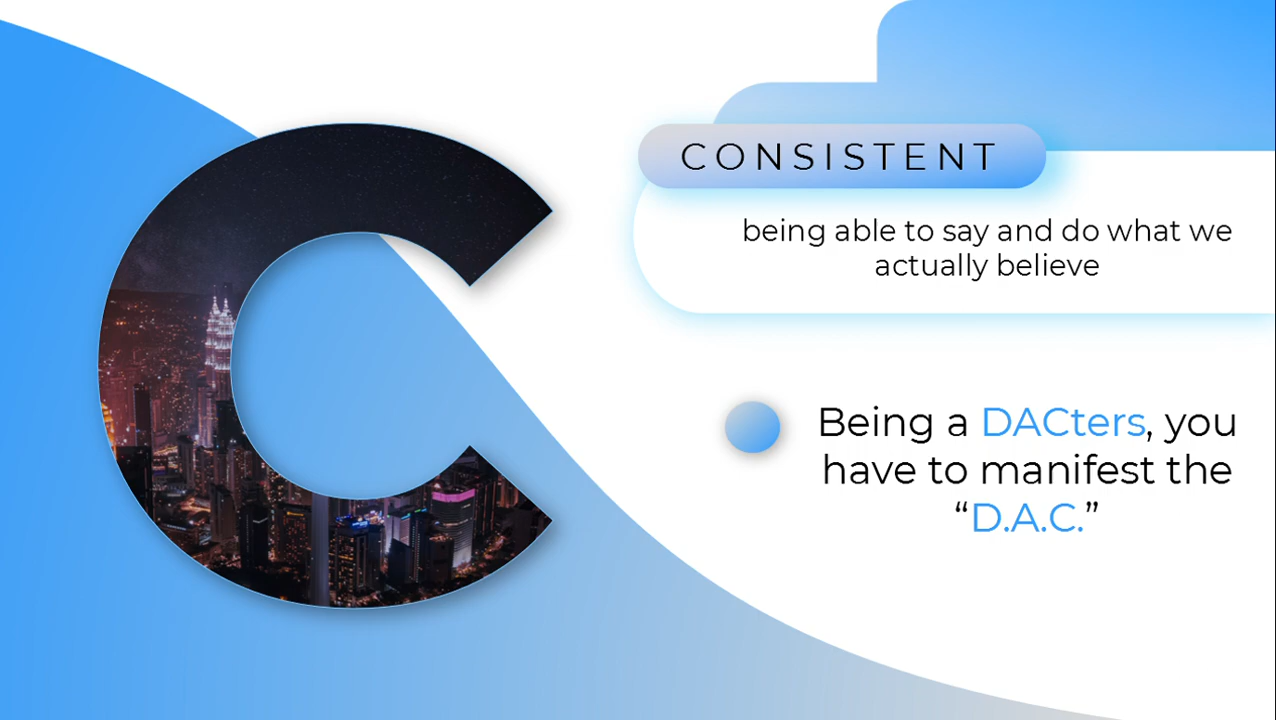 C
CONSISTENT
being able to say and do what we
actually believe
Being a DACters, you
have to manifest the
“D.A.C.”